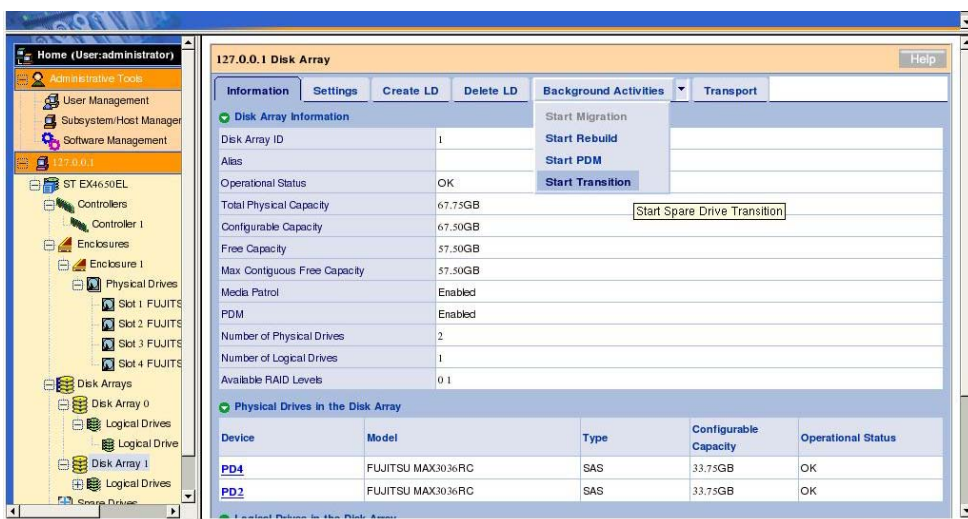 Home (User:administrator)
Administrative Tools
User Management
Subsystem/Host Manager
Software Management
127.0.0.1
ST EX4650EL
Controllers
Controller 1
Enclosures
Enclosure 1
Physical Drives
Slot 1 FUJITS
Slot 2 FUJITS
Slot 3 FUJITS
Slot 4 FUJITS
Disk Arrays
Disk Array 0
Logical Drives
Logical Drive
Disk Array 1
Logical Drives
Spare Drives
127.0.0.1 Disk Array Help
Information Settings Create LD Delete LD Background Activities Transport
Start Migration
Start Rebuild
Start PDM
Start Transition
Start Spare Drive Transition
Disk Array Information
Disk Array ID 1
Alias
Operational Status OK
Total Physical Capacity 67.75GB
Configurable Capacity 67.50GB
Free Capacity 57.50GB
Max Contiguous Free Capacity 57.50GB
Media Patrol Enabled
PDM Enabled
Number of Physical Drives 2
Number of Logical Drives 1
Available RAID Levels 0 1
Physical Drives in the Disk Array
Device Model Type Configurable Capacity Operational Status
PD4 FUJITSU MAX3036RC SAS 33.75GB OK
PD2 FUJITSU MAX3036RC SAS 33.75GB OK
Logical Drives in the Disk Array